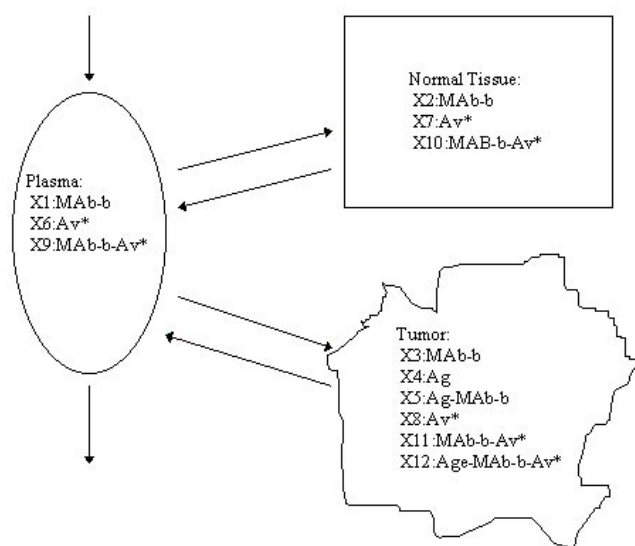 Normal Tissue:
X2:MAb-b
X7:Av*
X10:MAB-b-Av*
Plasma:
X1:MAb-b
X6:Av*
X9:MAb-b-Av*
Tumor:
X3:MAb-b
X4:Ag
X5:Ag-MAb-b
X8:Av*
X11:MAb-b-Av*
X12:Age-MAb-b-Av*